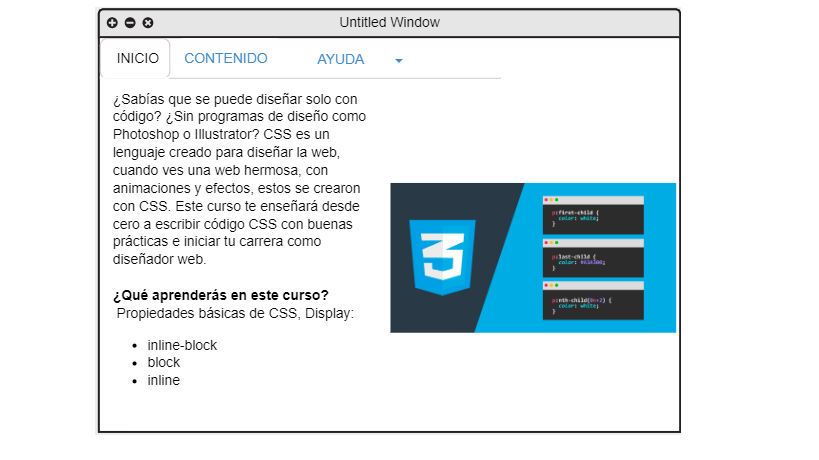 Untitled Window
INICIO
CONTENIDO
AYUDA
¿Sabías que se puede diseñar solo con
código? ¿Sin programas de diseño como
Photoshop o Illustrator? CSS es un
lenguaje creado para diseñar la web,
cuando ves una web hermosa, con
animaciones y efectos, estos se crearon
con CSS. Este curso te enseñará desde
cero a escribir código CSS con buenas
prácticas e iniciar tu carrera como
diseñador web.
¿Qué aprenderás en este curso?
Propiedades básicas de CSS, Display:
• inline-block
• block
• inline
3
p:first-child {
color: white;
}
p:last-child {
color:
}
p:nth-child(9n+2) {
color: white;
}